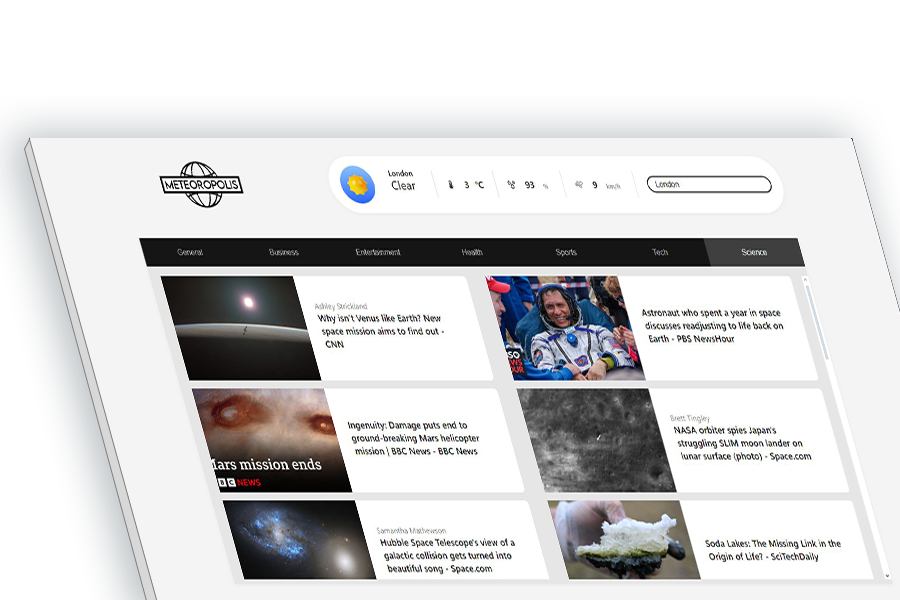 METEOROPOLIS
London
Clear
3 °C
93 %
9 km/h
London
General Business Entertainment Health Sports Tech Science
Ashley Strickland
Why isn't Venus like Earth? New
space mission aims to find out -
CNN
Astronaut who spent a year in space
discusses readjusting to life back on
Earth - PBS NewsHour
SO
WS
OUR
Ingenuity: Damage puts end to
ground-breaking Mars helicopter
mission | BBC News - BBC News
Mars mission ends
BBC NEWS
Brett Tingley
NASA orbiter spies Japan's
struggling SLIM moon lander on
lunar surface (photo) - Space.com
Samantha Mathewson
Hubble Space Telescope's view of a
galactic collision gets turned into
beautiful song - Space.com
Soda Lakes: The Missing Link in the
Origin of Life? - SciTechDaily